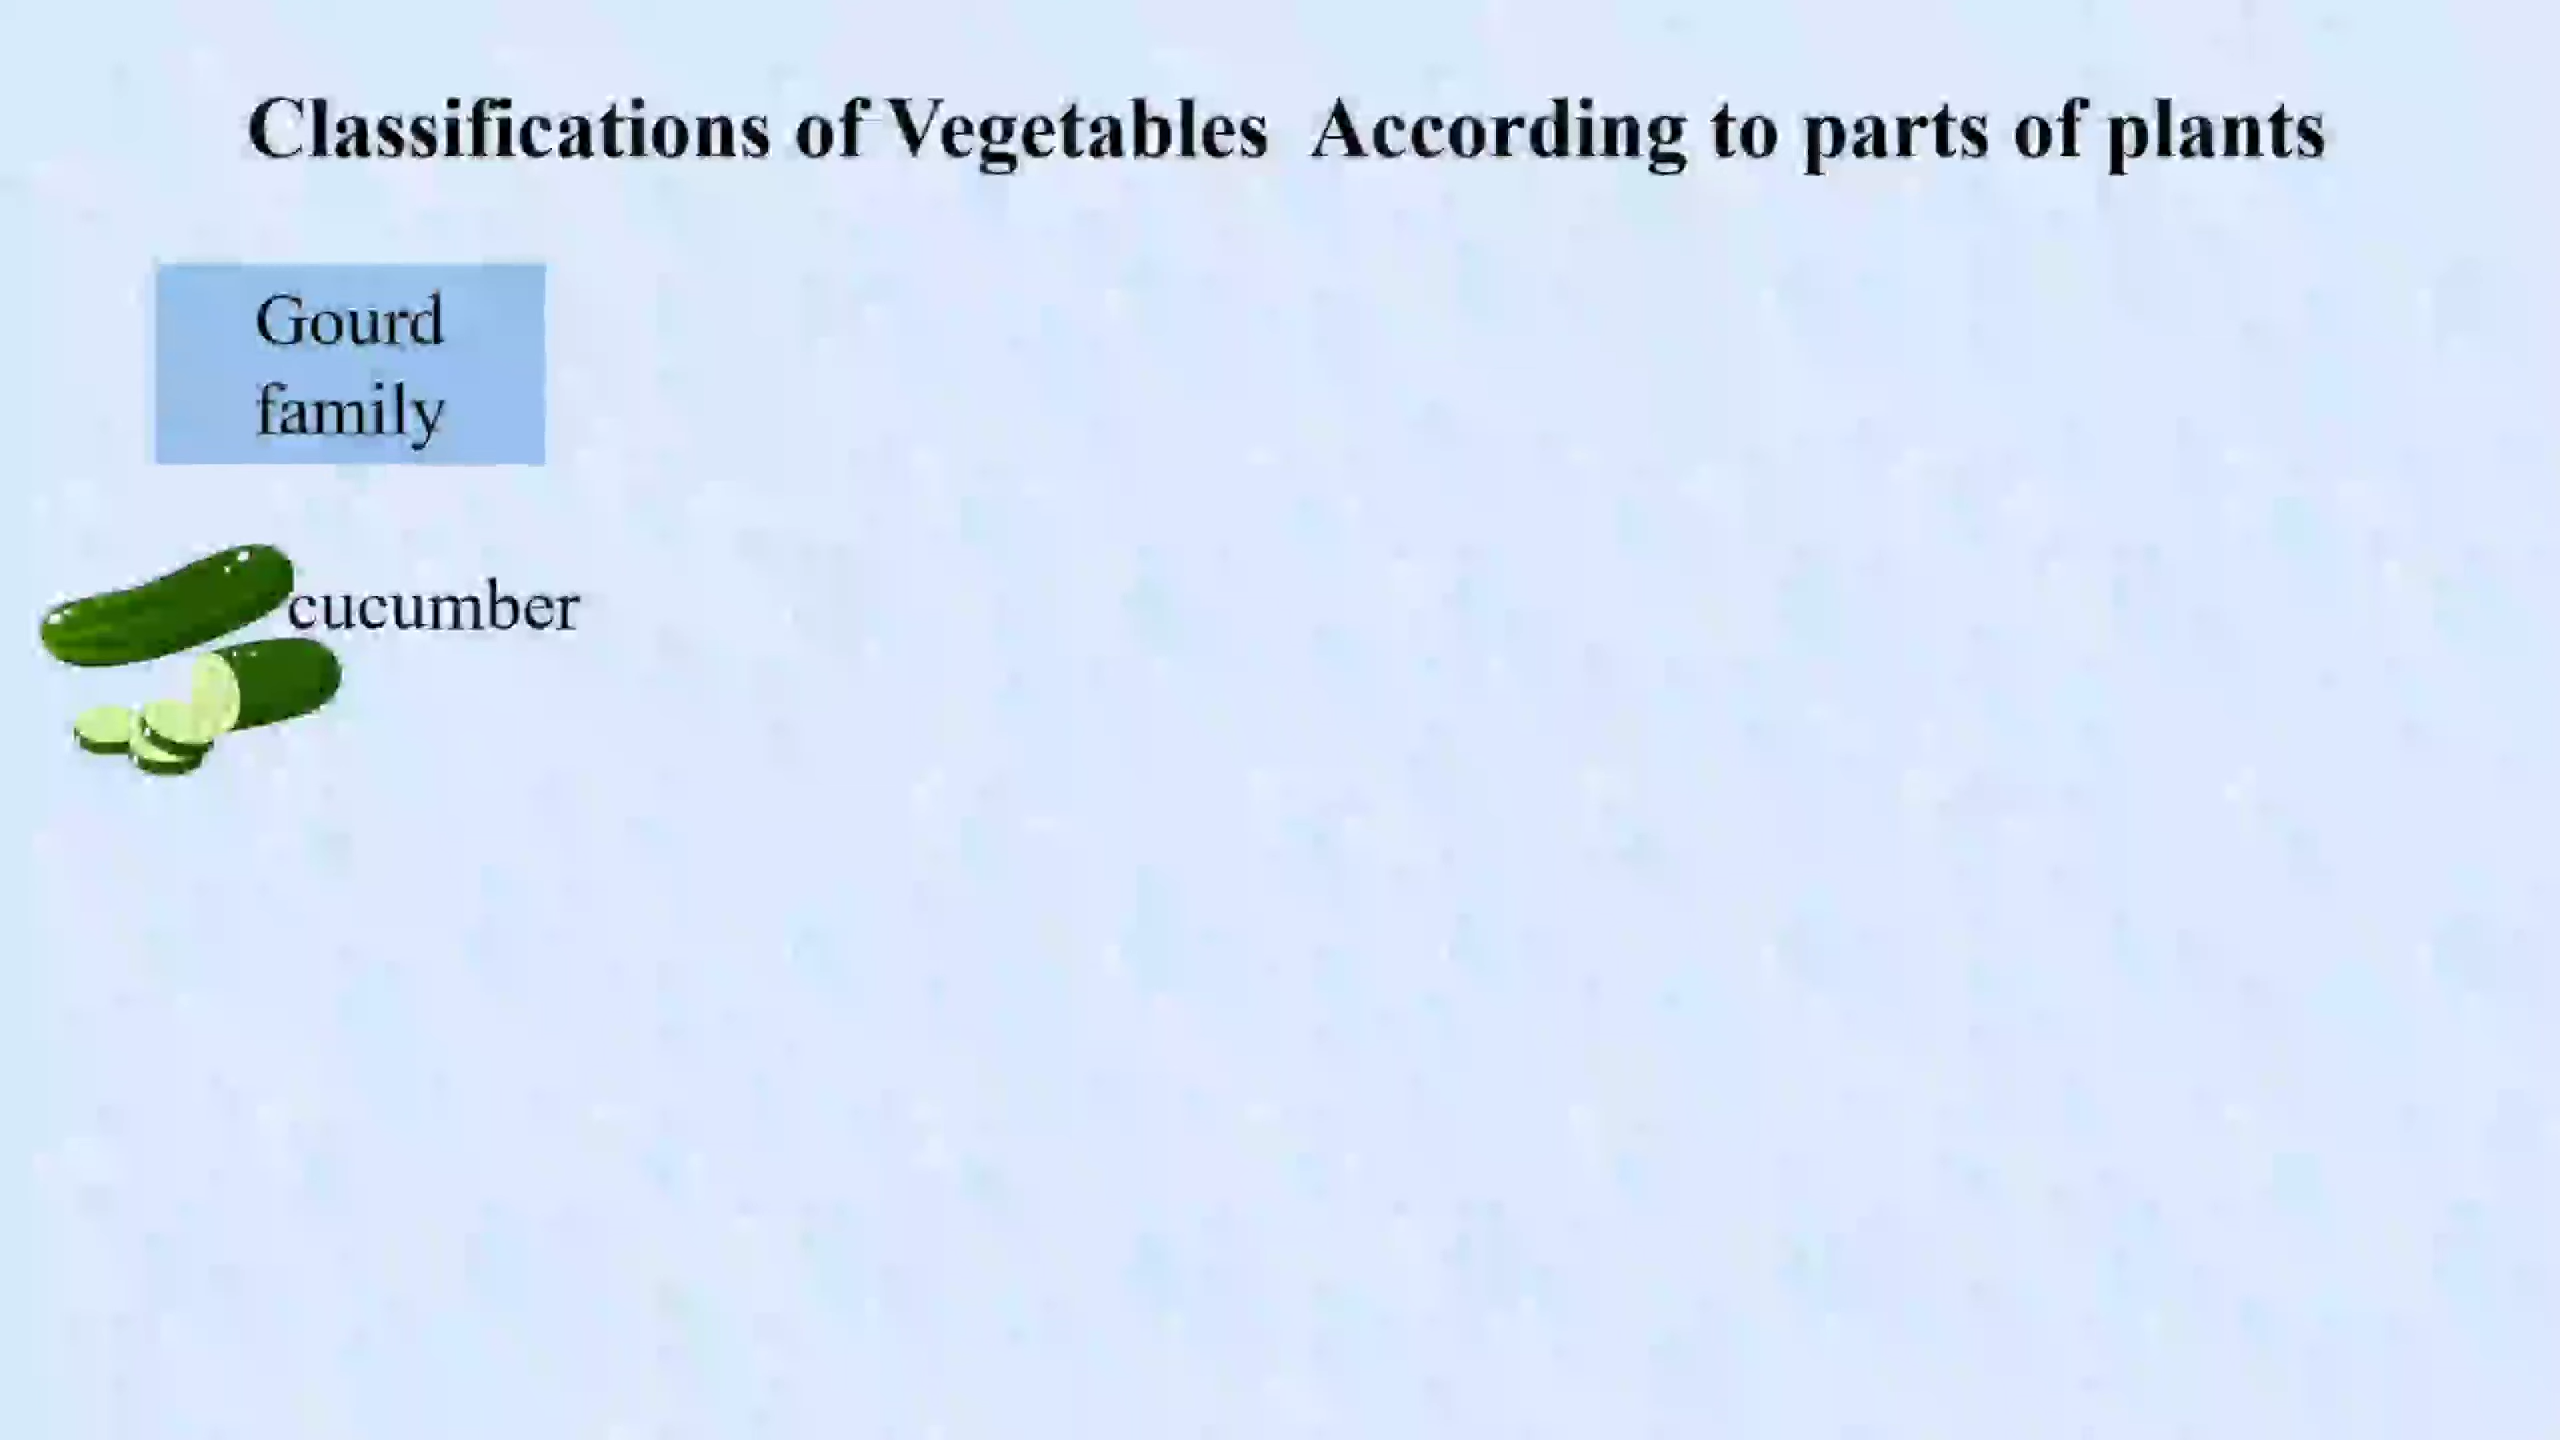 Classifications of Vegetables According to parts of plants
Gourd
family
cucumber